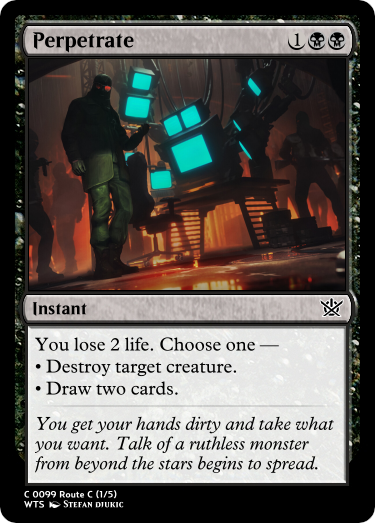 Perpetrate 1
Instant
You lose 2 life. Choose one —
• Destroy target creature.
• Draw two cards.
You get your hands dirty and take what
you want. Talk of a ruthless monster
from beyond the stars begins to spread.
C 0099 Route C (1/5)
WTS Stefan Djukic